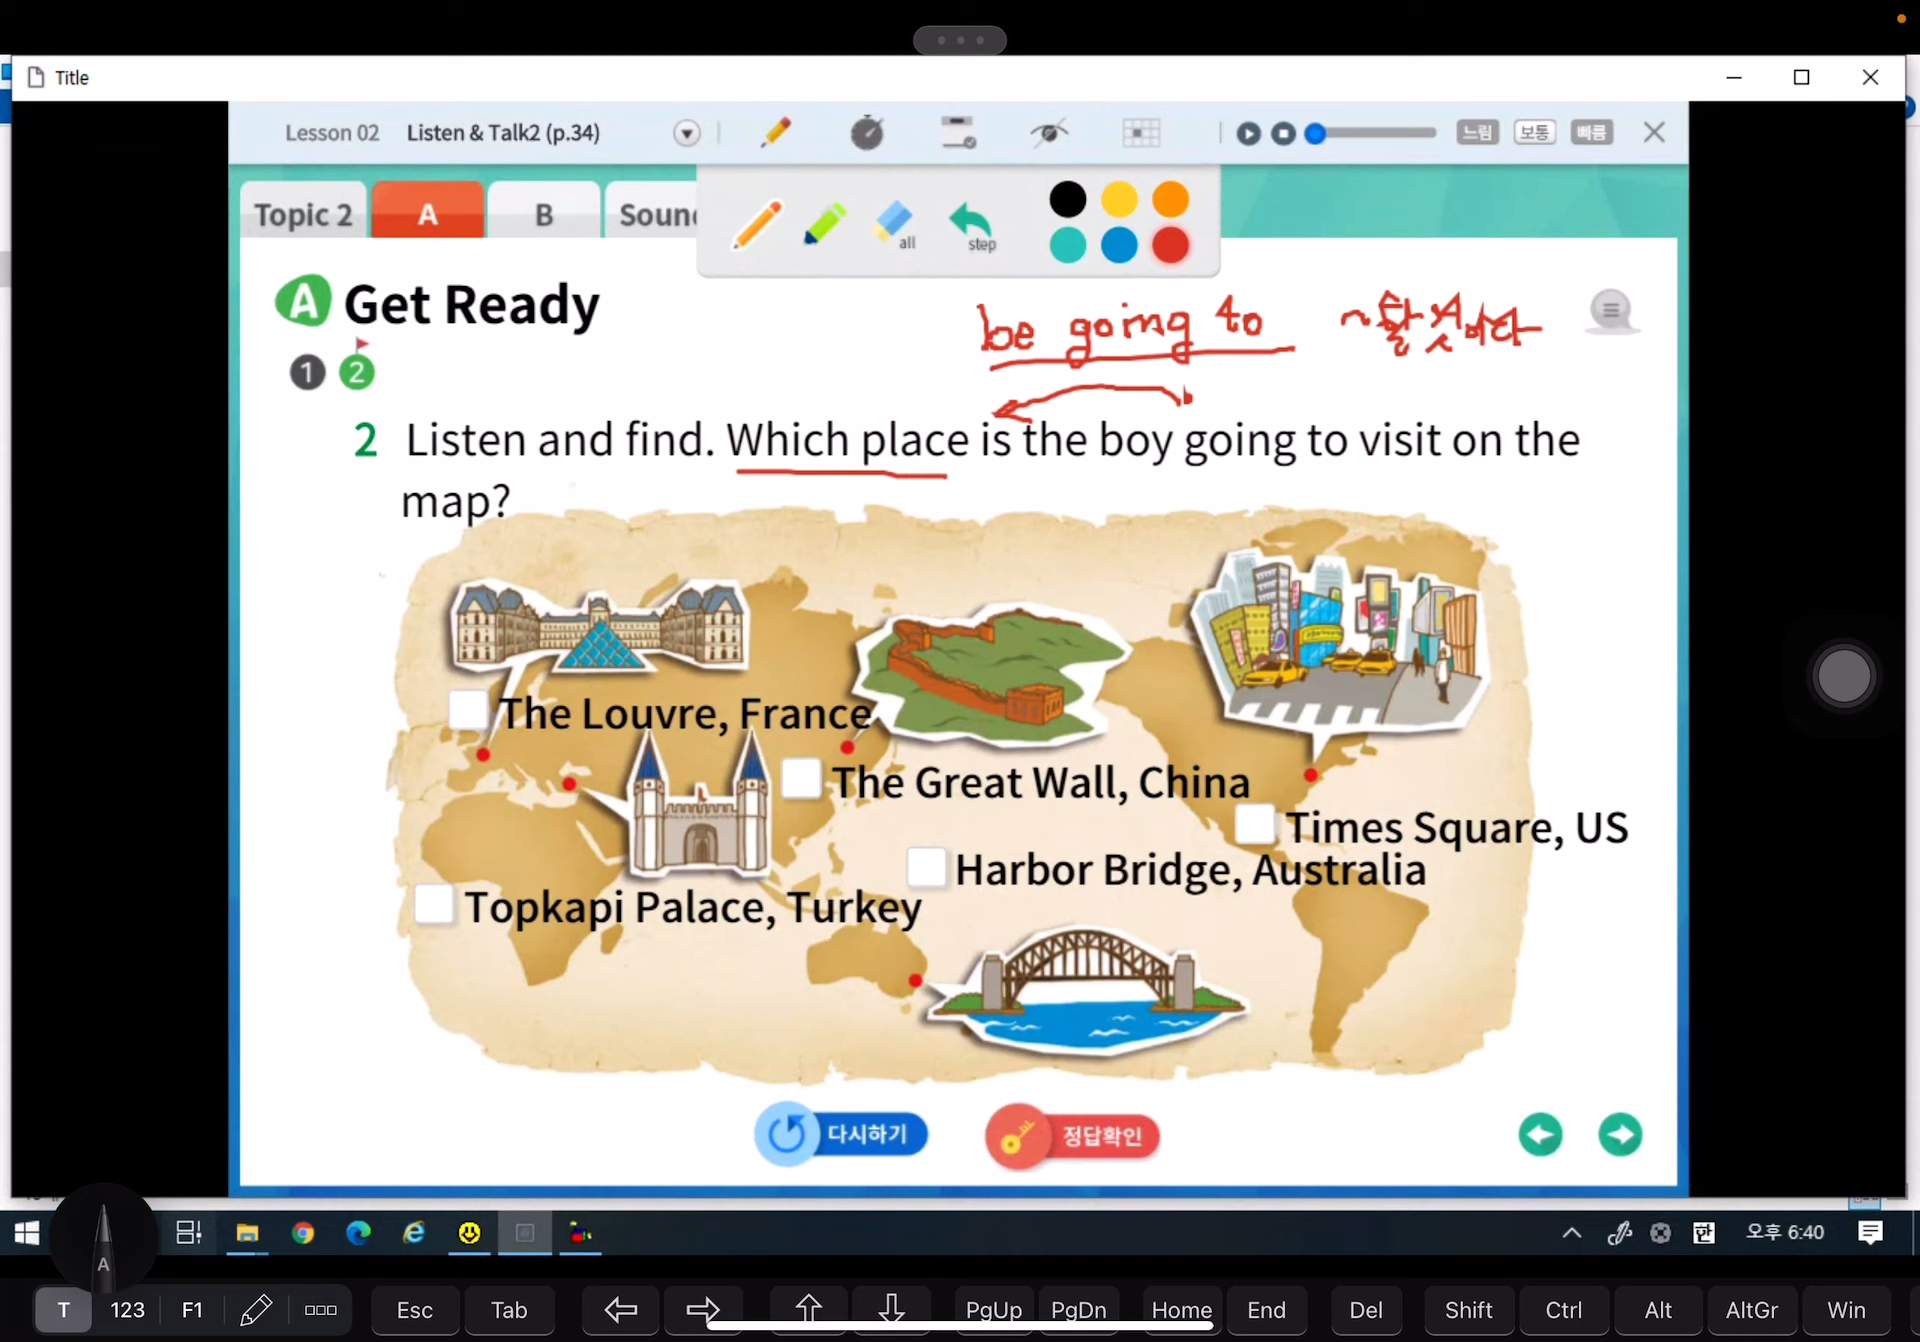 Title
Lesson 02 Listen & Talk2 (p.34) 느림 보통 빠름
Topic 2 A B Soun
all step
A Get Ready
be going to ~할 것이다
1 2
2 Listen and find. Which place is the boy going to visit on the
map?
The Louvre, France
The Great Wall, China
Times Square, US
Harbor Bridge, Australia
Topkapi Palace, Turkey
다시하기 정답확인
한 오후 6:40
A
T 123 F1 Esc Tab PgUp PgDn Home End Del Shift Ctrl Alt AltGr Win